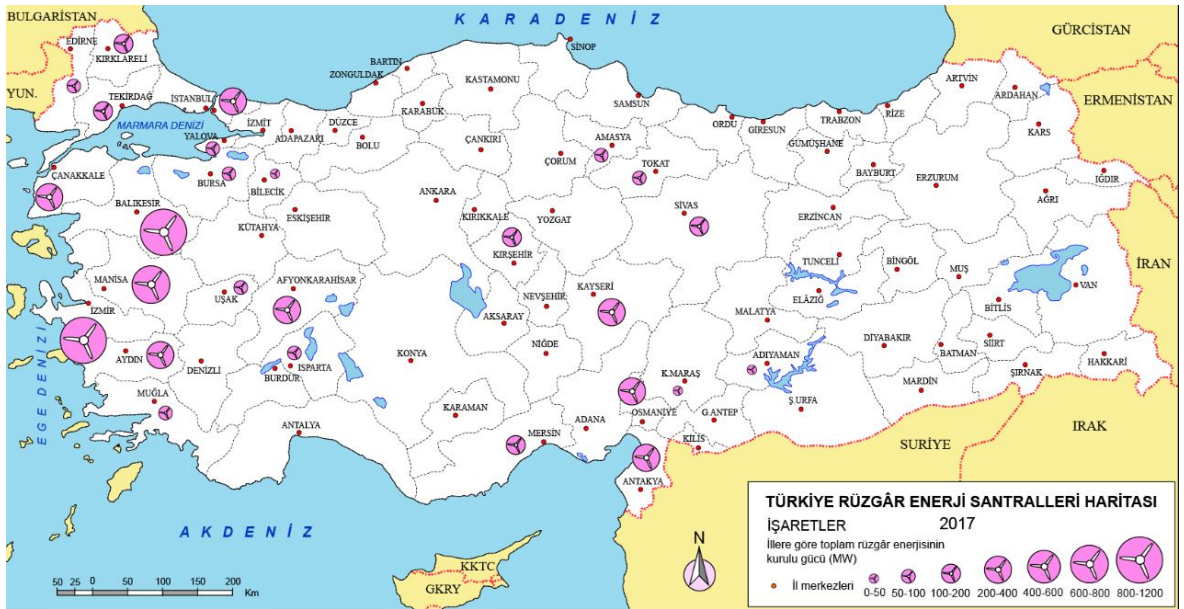 BULGARİSTAN
K A R A D E N İ Z
GÜRCİSTAN
EDİRNE
KIRKLARELİ
SİNOP
BARTIN
ZONGULDAK
KASTAMONU
ARTVİN
ARDAHAN
YUN.
TEKİRDAĞ
İSTANBUL
KARABÜK
SAMSUN
ERMENİSTAN
MARMARA DENİZİ
İZMİT
ADAPAZARI
DÜZCE
ORDU
GİRESUN
TRABZON
RİZE
KARS
YALOVA
BOLU
ÇANKIRI
AMASYA
GÜMÜŞHANE
ÇORUM
TOKAT
BAYBURT
ÇANAKKALE
BURSA
BİLECİK
ERZURUM
IĞDIR
ANKARA
AĞRI
BALIKESİR
ESKİŞEHİR
KIRIKKALE
YOZGAT
SİVAS
ERZİNCAN
KÜTAHYA
KIRŞEHİR
TUNCELİ
BİNGÖL
MUŞ
İRAN
MANİSA
UŞAK
AFYONKARAHİSAR
NEVŞEHİR
KAYSERİ
ELÂZIĞ
BİTLİS
VAN
İZMİR
AKSARAY
MALATYA
EGE DENİZİ
AYDIN
DENİZLİ
ISPARTA
BURDUR
KONYA
NİĞDE
ADIYAMAN
DİYABAKIR
BATMAN
SİİRT
HAKKARİ
K.MARAŞ
ŞIRNAK
MUĞLA
MARDİN
KARAMAN
OSMANİYE
G.ANTEP
Ş.URFA
ANTALYA
MERSİN
ADANA
KİLİS
SURİYE
IRAK
ANTAKYA
A K D E N İ Z
TÜRKİYE RÜZGÂR ENERJİ SANTRALLERİ HARİTASI
İŞARETLER
2017
İllere göre toplam rüzgâr enerjisinin
kurulu gücü (MW)
İl merkezleri
0-50 50-100 100-200 200-400 400-600 600-800 800-1200
N
KKTC
GKRY
50 25 0 50 100 150 200
Km